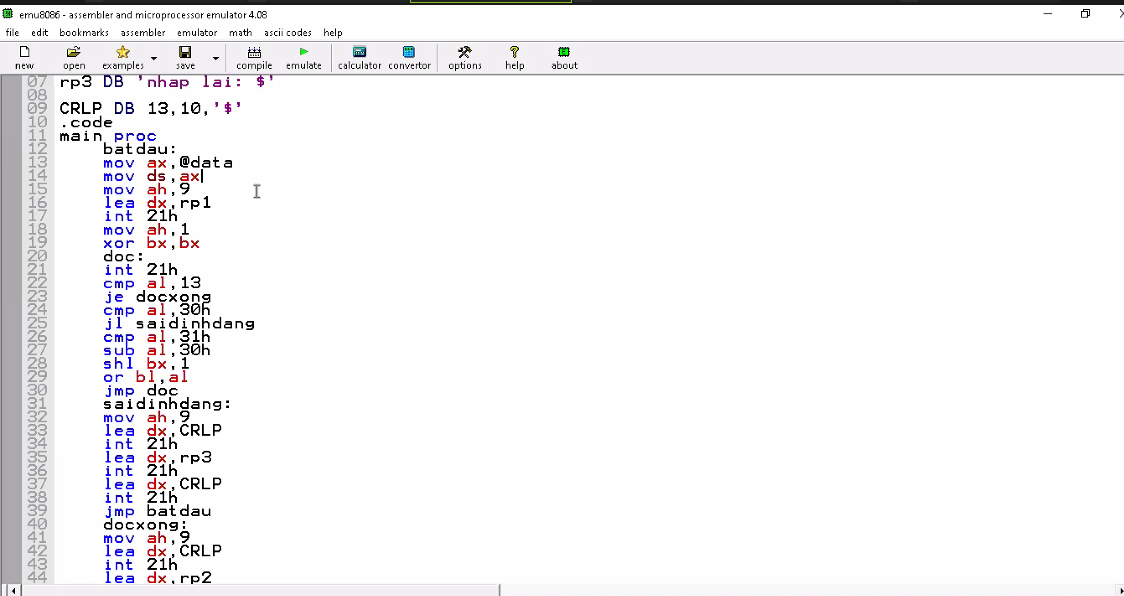 emu8086 - assembler and microprocessor emulator 4.08
file edit bookmarks assembler emulator math ascii codes help
new open examples save compile emulate calculator convertor options help about
07 rp3 DB 'nhap lai: $'
08
09 CRLP DB 13,10,'$'
10 .code
11 main proc
12 batdau:
13 mov ax,@data
14 mov ds,ax
15 mov ah,9
16 lea dx,rp1
17 int 21h
18 mov ah,1
19 xor bx,bx
20 doc:
21 int 21h
22 cmp al,13
23 je docxong
24 cmp al,30h
25 jl saidinhdang
26 cmp al,31h
27 sub al,30h
28 shl bx,1
29 or bl,al
30 jmp doc
31 saidinhdang:
32 mov ah,9
33 lea dx,CRLP
34 int 21h
35 lea dx,rp3
36 int 21h
37 lea dx,CRLP
38 int 21h
39 jmp batdau
40 docxong:
41 mov ah,9
42 lea dx,CRLP
43 int 21h
44 lea dx,rp2